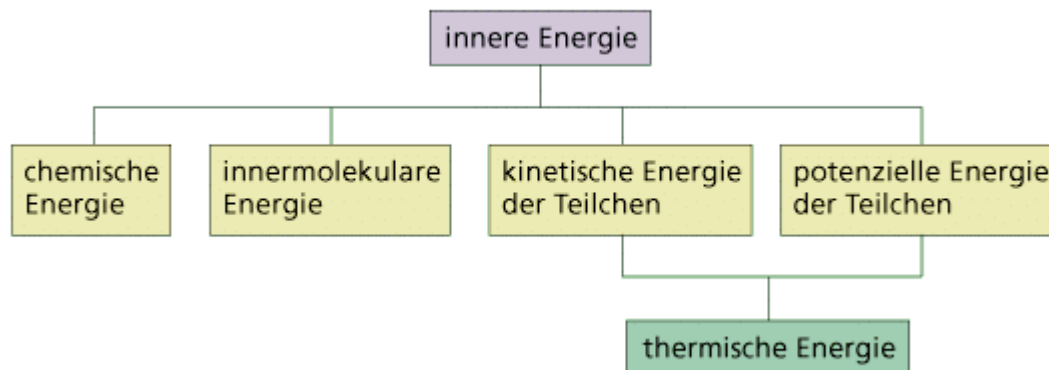 innere Energie
chemische
Energie
innermolekulare
Energie
kinetische Energie
der Teilchen
potenzielle Energie
der Teilchen
thermische Energie